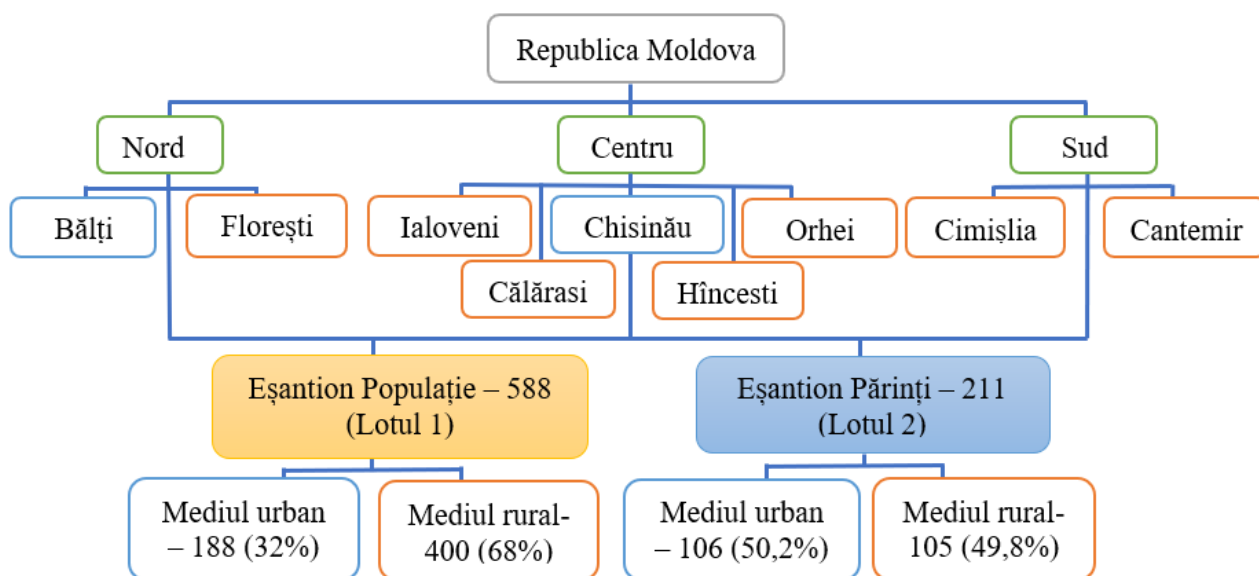 Republica Moldova
Nord
Centru
Sud
Bălți
Florești
Ialoveni
Chisinău
Orhei
Cimișlia
Cantemir
Călărasi
Hîncesti
Eșantion Populație – 588
(Lotul 1)
Eșantion Părinți – 211
(Lotul 2)
Mediul urban
– 188 (32%)
Mediul rural-
400 (68%)
Mediul urban
– 106 (50,2%)
Mediul rural-
105 (49,8%)